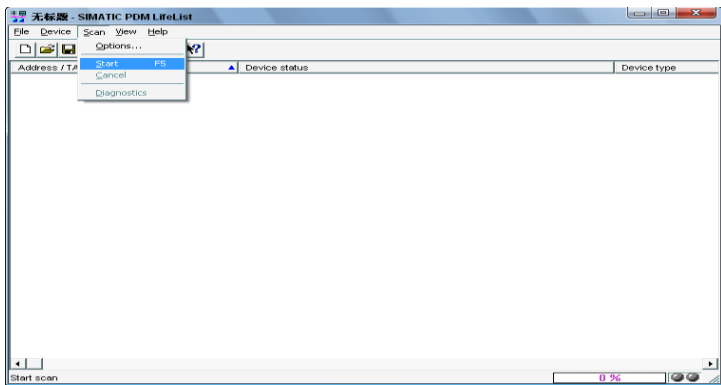 无标题 - SIMATIC PDM LifeList
File Device Scan View Help
Options...
Address / TA Device status Device type
Start F5
Cancel
Diagnostics
Start scan 0 %